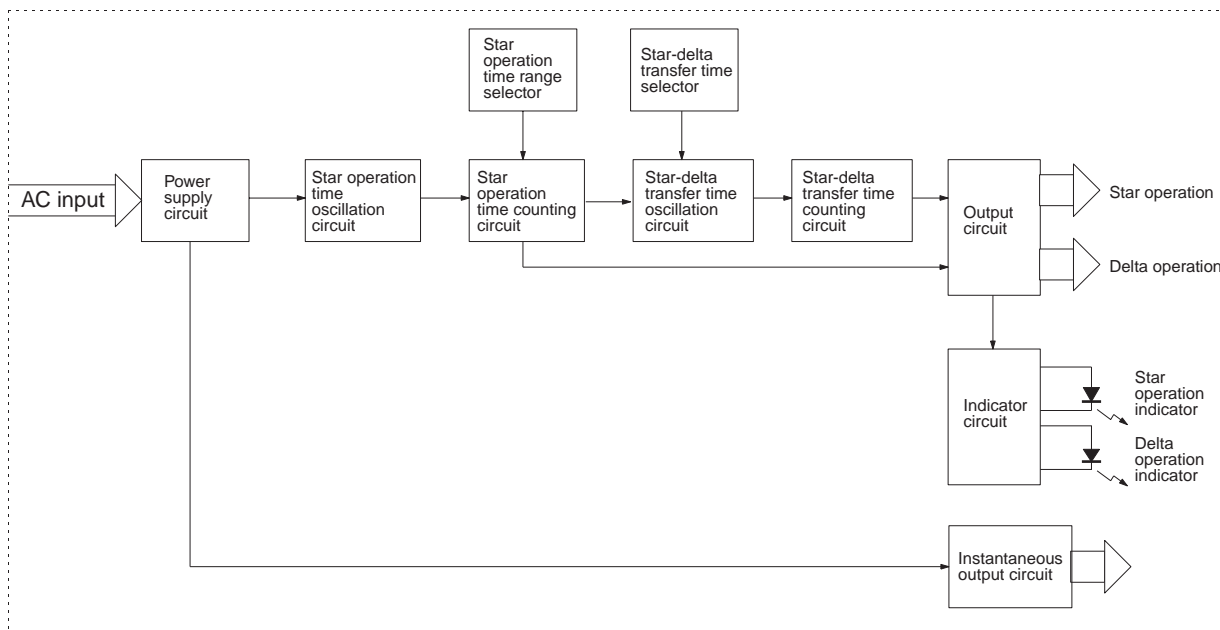 Star
operation
time range
selector
Star-delta
transfer time
selector
AC input
Power
supply
circuit
Star operation
time
oscillation
circuit
Star
operation
time counting
circuit
Star-delta
transfer time
oscillation circuit
Star-delta
transfer time
counting
circuit
Output
circuit
Star operation
Delta operation
Indicator
circuit
Star
operation
indicator
Delta
operation
indicator
Instantaneous
output circuit